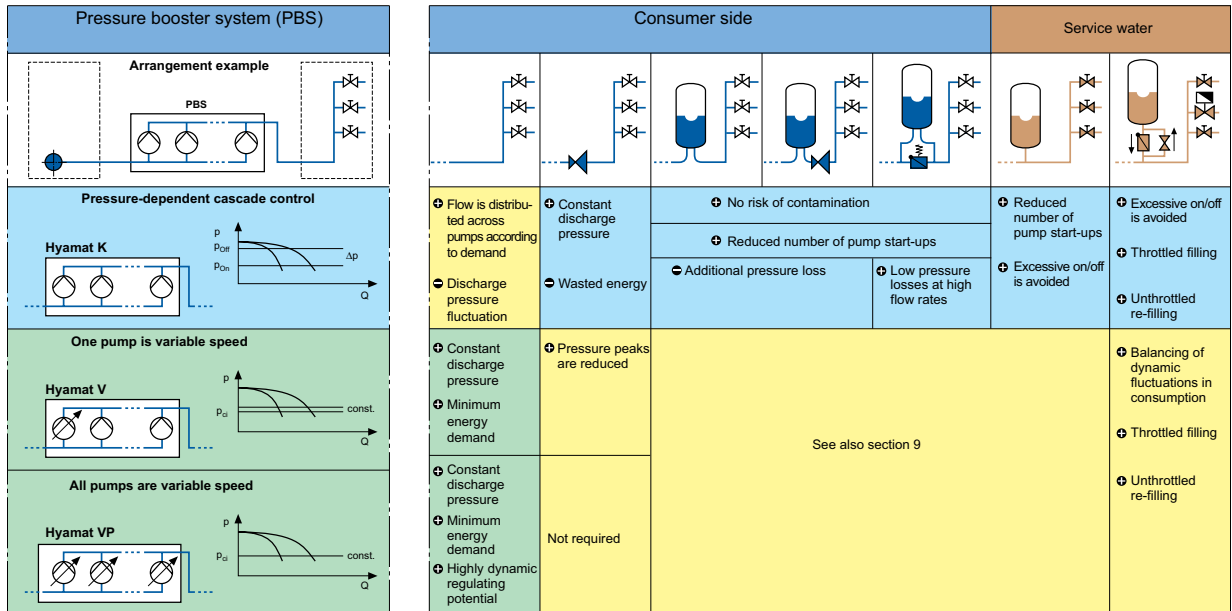 Pressure booster system (PBS)
Arrangement example
PBS
Pressure-dependent cascade control
Hyamat K
p
pOff
pOn
Δp
Q
One pump is variable speed
Hyamat V
p
pci
const.
Q
All pumps are variable speed
Hyamat VP
p
pci
const.
Q
Consumer side
Service water
+ Flow is distribu-
ted across
pumps according
to demand
− Discharge
pressure
fluctuation
+ Constant
discharge
pressure
− Wasted energy
+ No risk of contamination
+ Reduced number of pump start-ups
− Additional pressure loss
+ Low pressure
losses at high
flow rates
+ Reduced
number of
pump start-ups
+ Excessive on/off
is avoided
+ Excessive on/off
is avoided
+ Throttled filling
+ Unthrottled
re-filling
+ Constant
discharge
pressure
+ Minimum
energy
demand
+ Pressure peaks
are reduced
See also section 9
+ Balancing of
dynamic
fluctuations in
consumption
+ Throttled filling
+ Unthrottled
re-filling
+ Constant
discharge
pressure
+ Minimum
energy
demand
+ Highly dynamic
regulating
potential
Not required